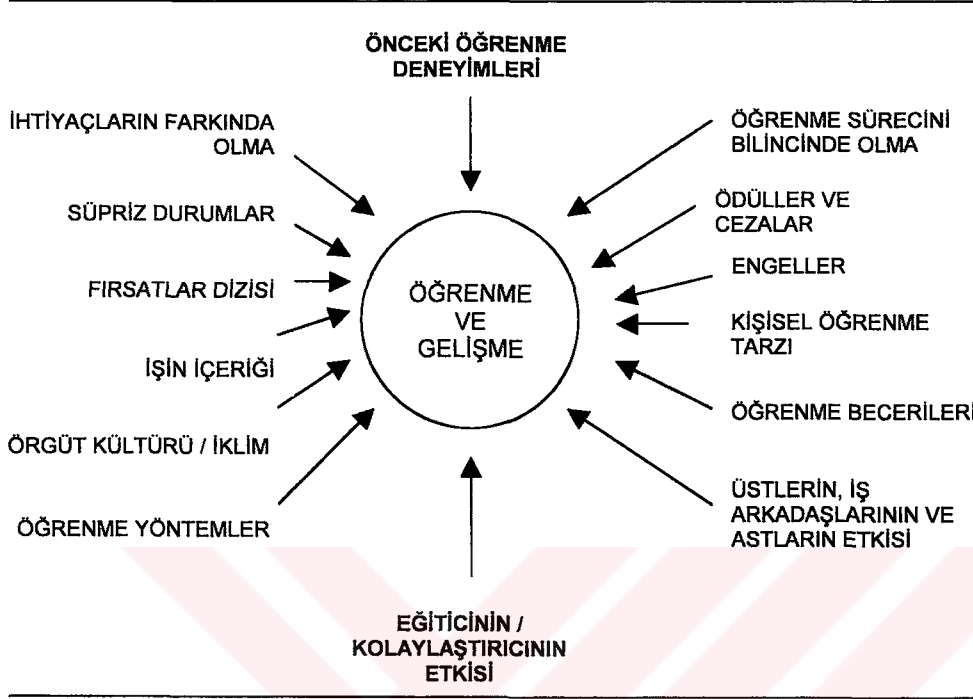 ÖNCEKİ ÖĞRENME
DENEYİMLERİ
İHTİYAÇLARIN FARKINDA
OLMA
SÜPRİZ DURUMLAR
FIRSATLAR DİZİSİ
İŞİN İÇERİĞİ
ÖRGÜT KÜLTÜRÜ / İKLİM
ÖĞRENME YÖNTEMLER
ÖĞRENME
VE
GELİŞME
ÖĞRENME SÜRECİNİ
BİLİNCİNDE OLMA
ÖDÜLLER VE
CEZALAR
ENGELLER
KİŞİSEL ÖĞRENME
TARZI
ÖĞRENME BECERİLERİ
ÜSTLERİN, İŞ
ARKADAŞLARININ VE
ASTLARIN ETKİSİ
EĞİTİCİNİN /
KOLAYLAŞTIRICININ
ETKİSİ